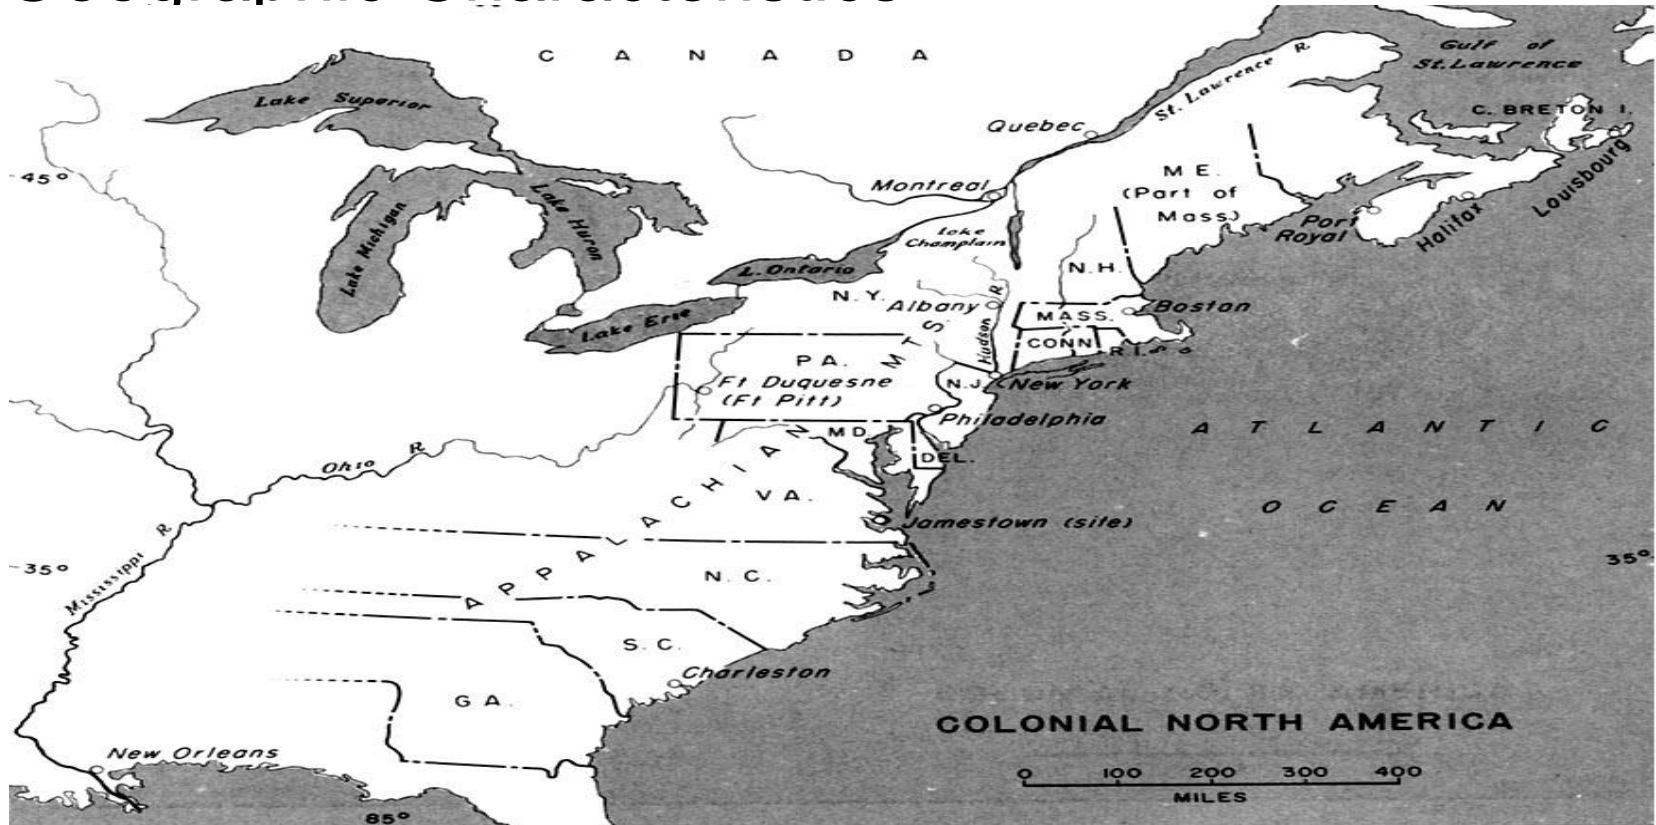 Geographic Characteristics
CANADA
Gulf of
St. Lawrence
St. Lawrence R.
Lake Superior
C. BRETON I.
Quebec
45°
M E.
(Part of
Mass.)
Montreal
Louisbourg
Lake Michigan
Lake Huron
Port
Royal
Halifax
Lake
Champlain
L. Ontario
N.H.
N.Y.
Albany
Hudson R
Boston
MASS.
Lake Erie
CONN
R I.
PA.
Ft Duquesne
(Ft Pitt)
N.J.
New York
Philadelphia
MD
DEL.
ATLANTIC
OCEAN
Ohio R
APPALACHIAN MTS.
VA.
Jamestown (site)
Mississippi R
35°
35°
N. C.
S. C.
Charleston
G A.
COLONIAL NORTH AMERICA
New Orleans
0 100 200 300 400
MILES
85°